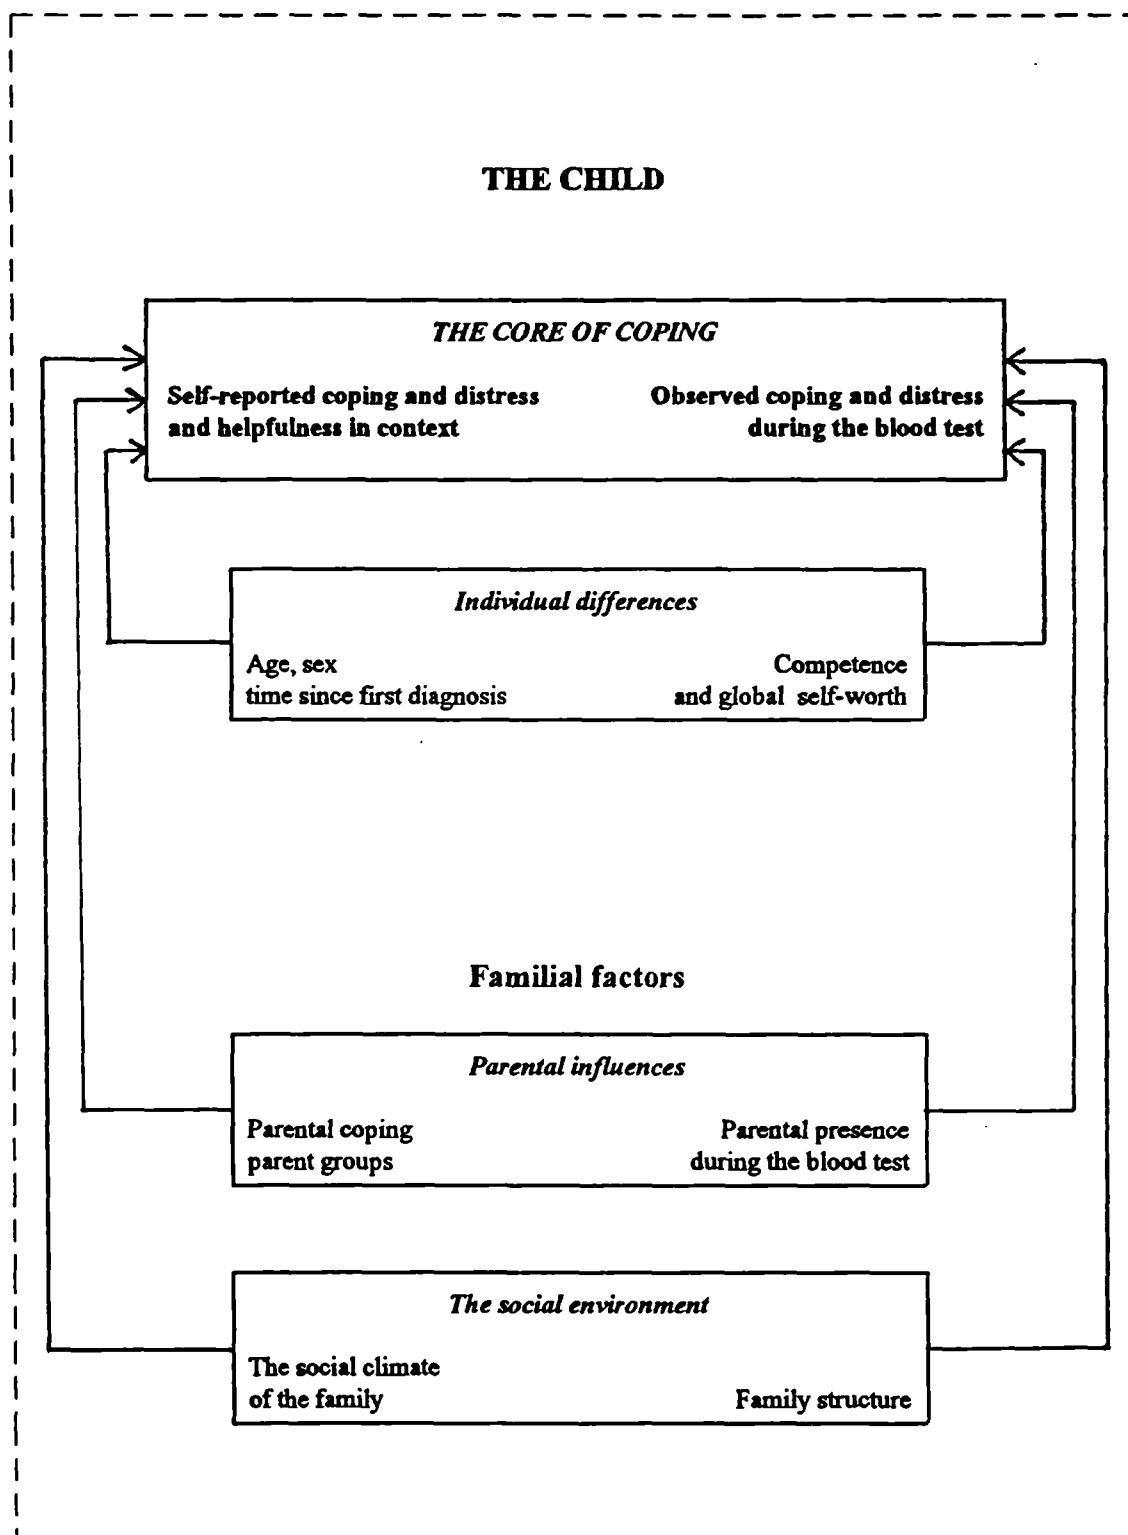 THE CHILD
THE CORE OF COPING
Self-reported coping and distress
and helpfulness in context
Observed coping and distress
during the blood test
Individual differences
Age, sex
time since first diagnosis
Competence
and global self-worth
Familial factors
Parental influences
Parental coping
parent groups
Parental presence
during the blood test
The social environment
The social climate
of the family
Family structure